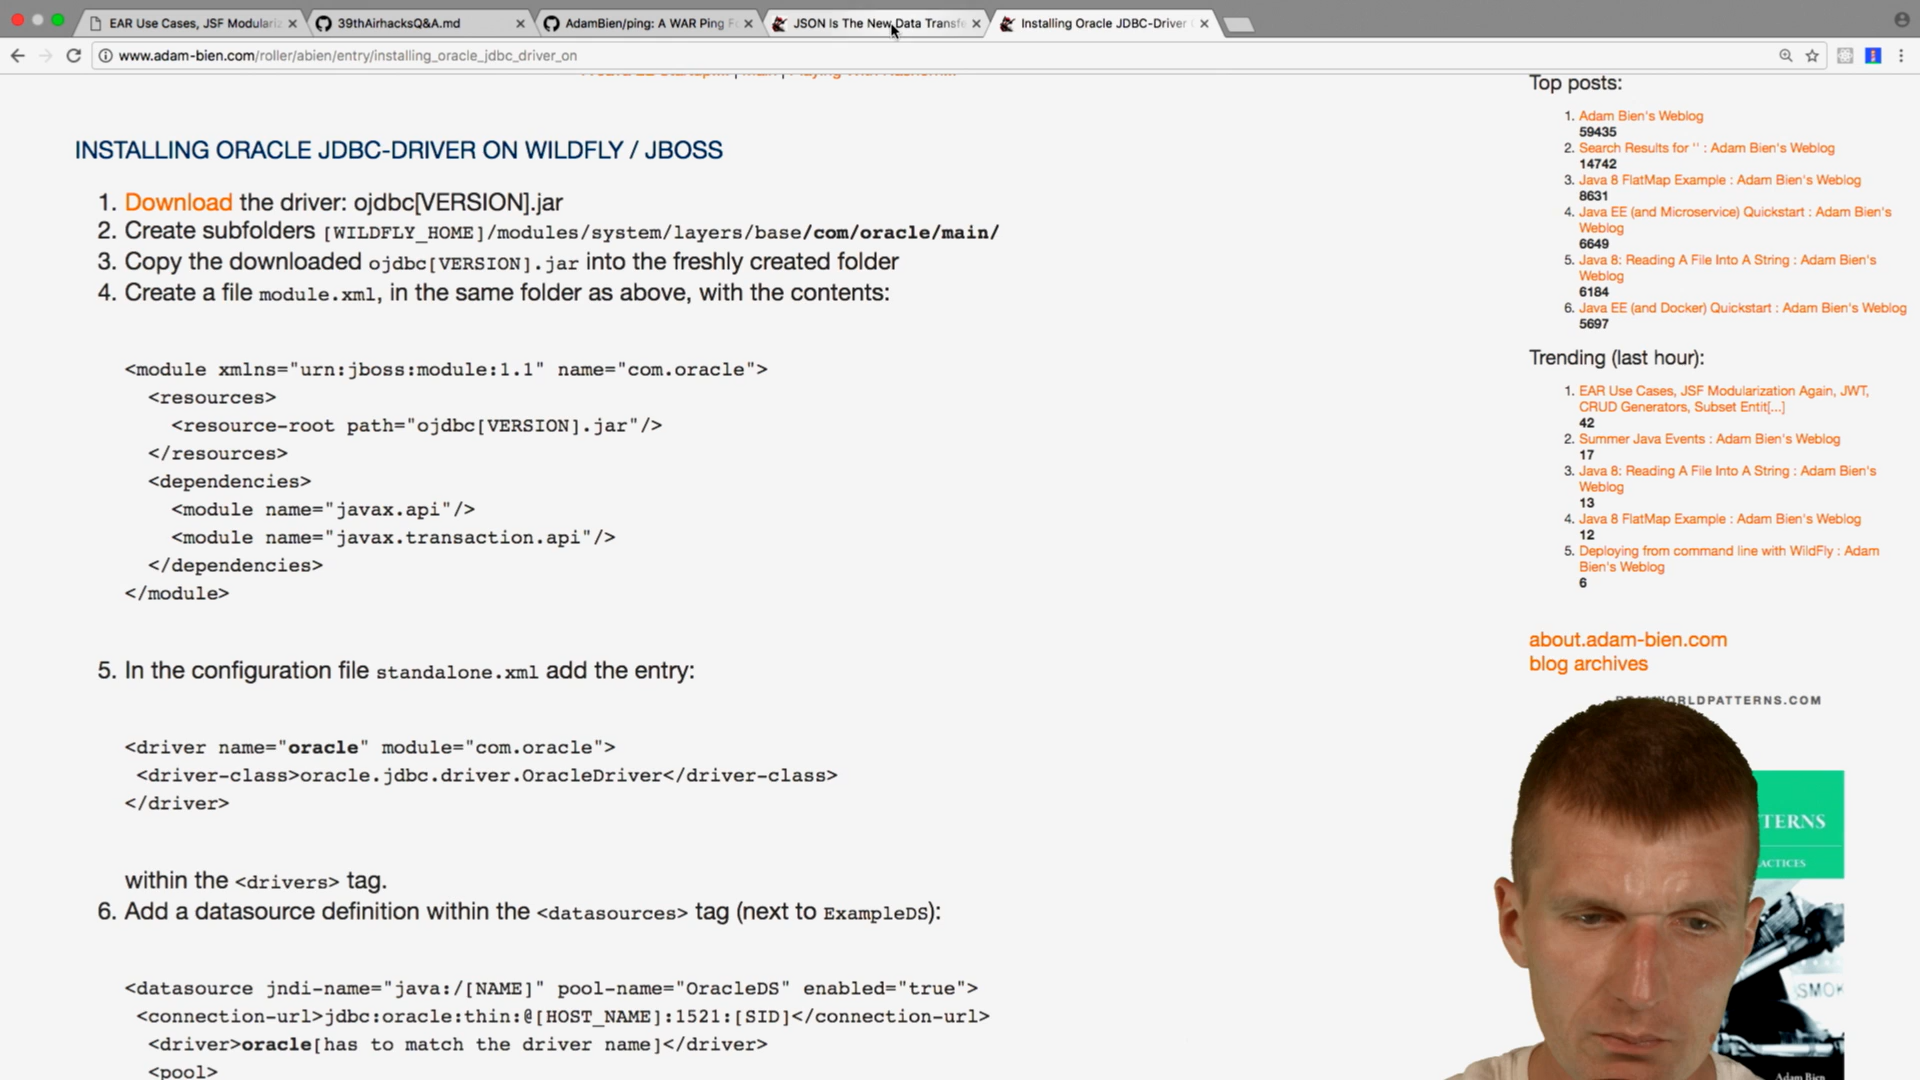 EAR Use Cases, JSF Modulari
39thAirhacksQ&A.md
AdamBien/ping: A WAR Ping F
JSON Is The New Data Transfe
Installing Oracle JDBC-Driver
www.adam-bien.com/roller/abien/entry/installing_oracle_jdbc_driver_on
INSTALLING ORACLE JDBC-DRIVER ON WILDFLY / JBOSS
1. Download the driver: ojdbc[VERSION].jar
2. Create subfolders [WILDFLY_HOME]/modules/system/layers/base/com/oracle/main/
3. Copy the downloaded ojdbc[VERSION].jar into the freshly created folder
4. Create a file module.xml, in the same folder as above, with the contents:
<module xmlns="urn:jboss:module:1.1" name="com.oracle">
<resources>
<resource-root path="ojdbc[VERSION].jar"/>
</resources>
<dependencies>
<module name="javax.api"/>
<module name="javax.transaction.api"/>
</dependencies>
</module>
5. In the configuration file standalone.xml add the entry:
<driver name="oracle" module="com.oracle">
<driver-class>oracle.jdbc.driver.OracleDriver</driver-class>
</driver>
within the <drivers> tag.
6. Add a datasource definition within the <datasources> tag (next to ExampleDS):
<datasource jndi-name="java:/[NAME]" pool-name="OracleDS" enabled="true">
<connection-url>jdbc:oracle:thin:@[HOST_NAME]:1521:[SID]</connection-url>
<driver>oracle[has to match the driver name]</driver>
<pool>
Top posts:
1. Adam Bien's Weblog
59435
2. Search Results for '' : Adam Bien's Weblog
14742
3. Java 8 FlatMap Example : Adam Bien's Weblog
8631
4. Java EE (and Microservice) Quickstart : Adam Bien's
Weblog
6649
5. Java 8: Reading A File Into A String : Adam Bien's
Weblog
6184
6. Java EE (and Docker) Quickstart : Adam Bien's Weblog
5697
Trending (last hour):
1. EAR Use Cases, JSF Modularization Again, JWT,
CRUD Generators, Subset Entit[...]
42
2. Summer Java Events : Adam Bien's Weblog
17
3. Java 8: Reading A File Into A String : Adam Bien's
Weblog
13
4. Java 8 FlatMap Example : Adam Bien's Weblog
12
5. Deploying from command line with WildFly : Adam
Bien's Weblog
6
about.adam-bien.com
blog archives
RLDPATTERNS.COM
TERNS
ACTICES
SMOK
Adam Bien